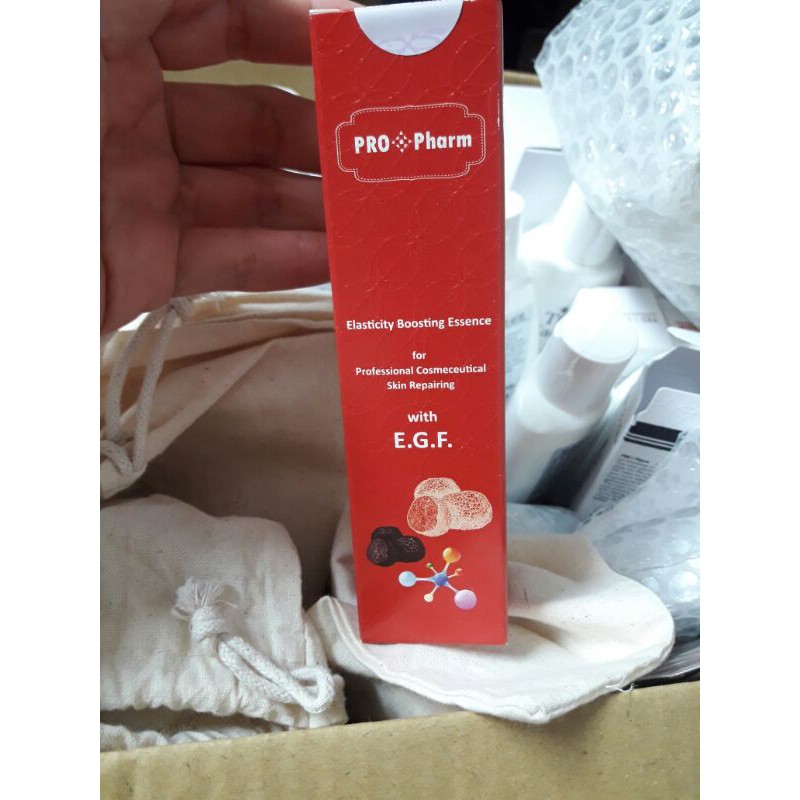 PRO Pharm
Elasticity Boosting Essence
for
Professional Cosmeceutical
Skin Repairing
with
E.G.F.